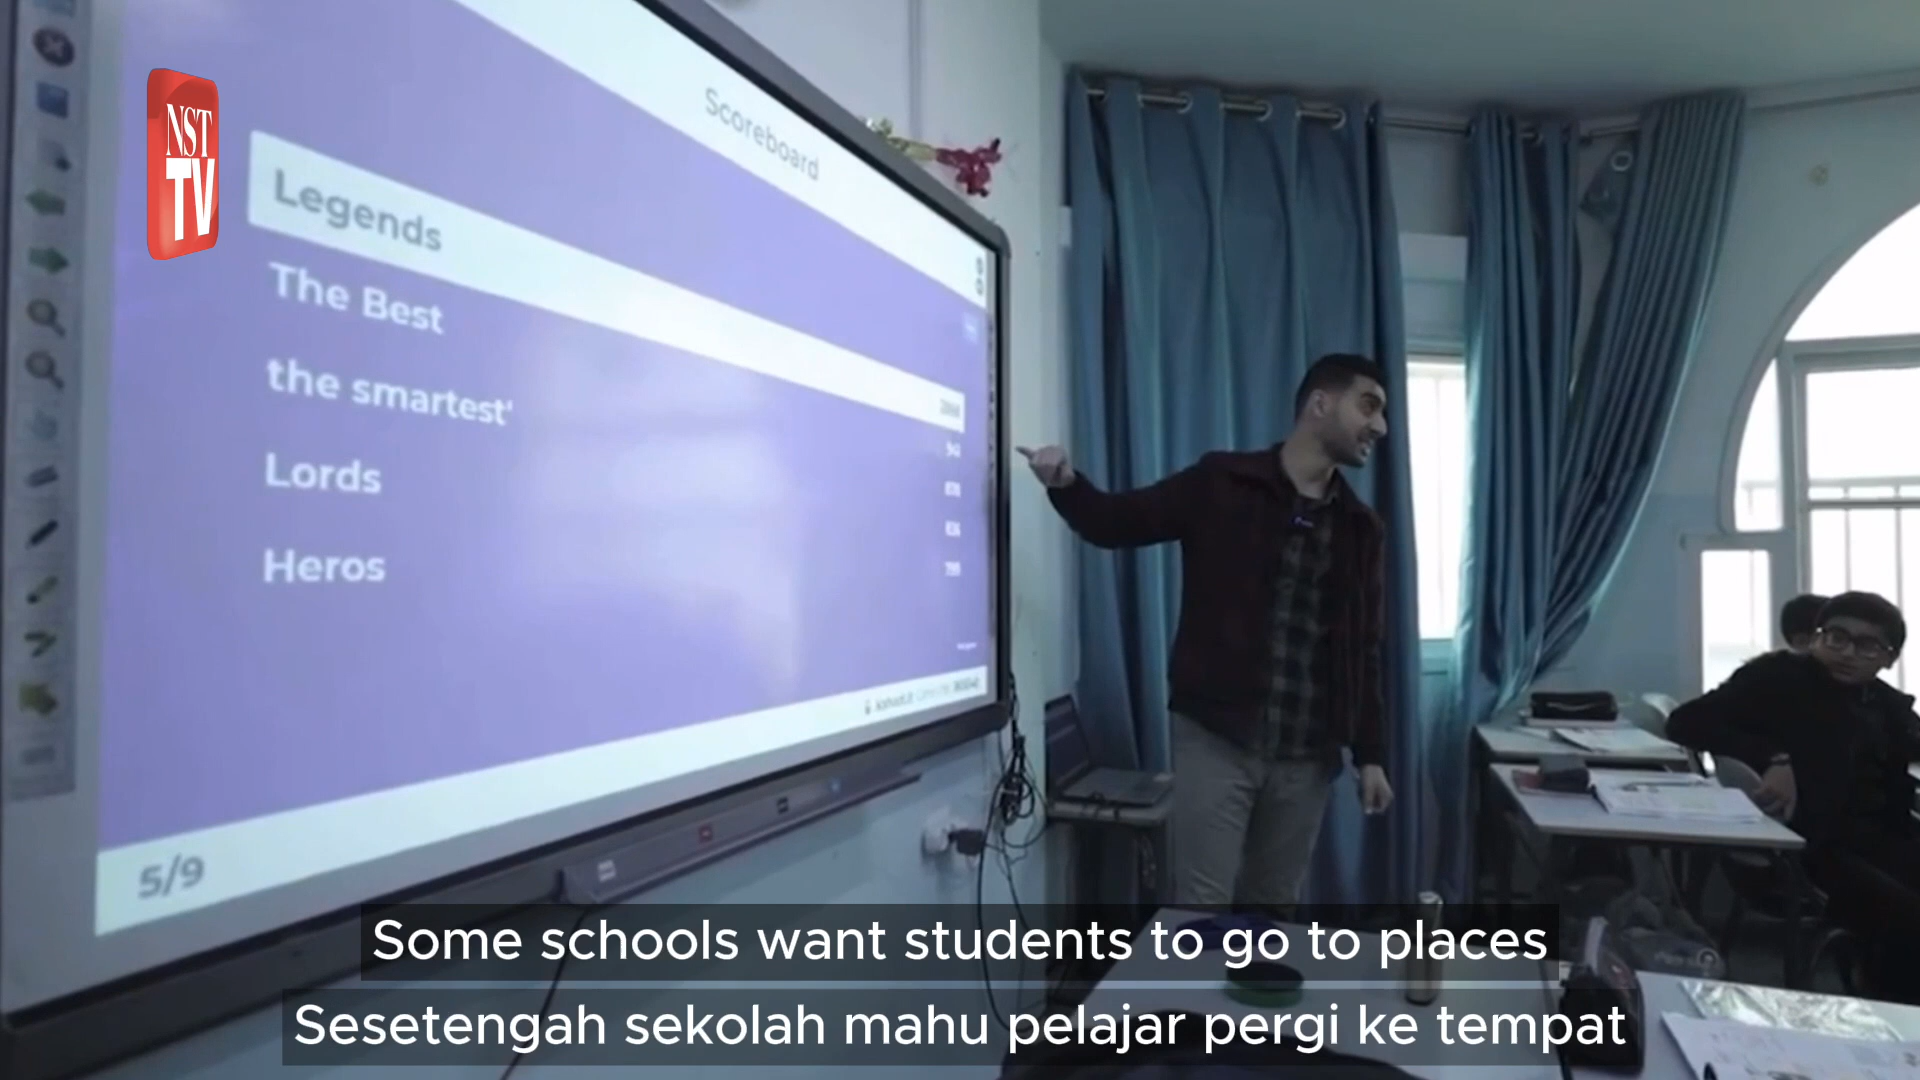 NST
TV
Scoreboard
Legends
The Best
the smartest'
Lords
Heros
5/9
Some schools want students to go to places
Sesetengah sekolah mahu pelajar pergi ke tempat